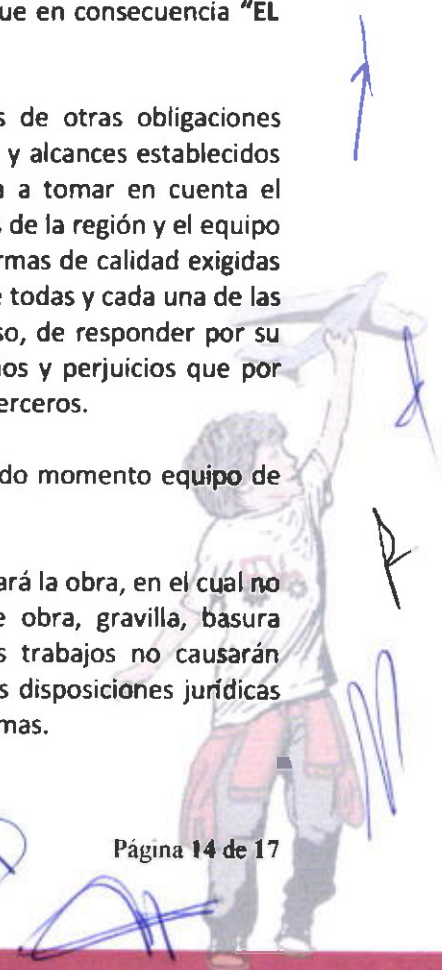 ue en consecuencia "EL
s de otras obligaciones
y alcances establecidos
a a tomar en cuenta el
s de la región y el equipo
rmas de calidad exigidas
e todas y cada una de las
so, de responder por su
ios y perjuicios que por
erceros.
do momento equipo de
ará la obra, en el cual no
e obra, gravilla, basura
s trabajos no causarán
s disposiciones jurídicas
mas.
Página 14 de 17